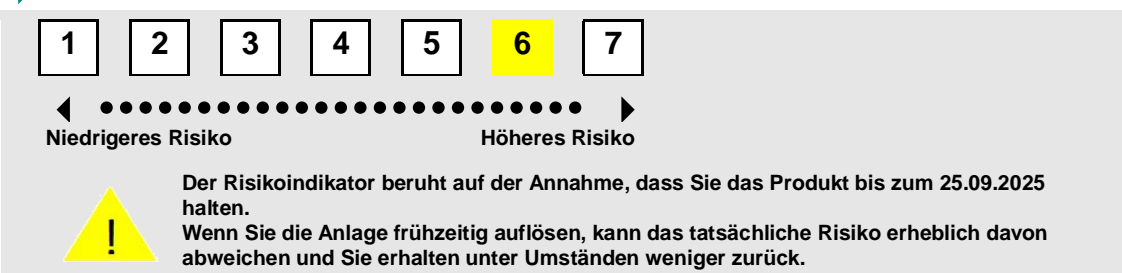 1 2 3 4 5 6 7
Niedrigeres Risiko Höheres Risiko
Der Risikoindikator beruht auf der Annahme, dass Sie das Produkt bis zum 25.09.2025
halten.
!
Wenn Sie die Anlage frühzeitig auflösen, kann das tatsächliche Risiko erheblich davon
abweichen und Sie erhalten unter Umständen weniger zurück.